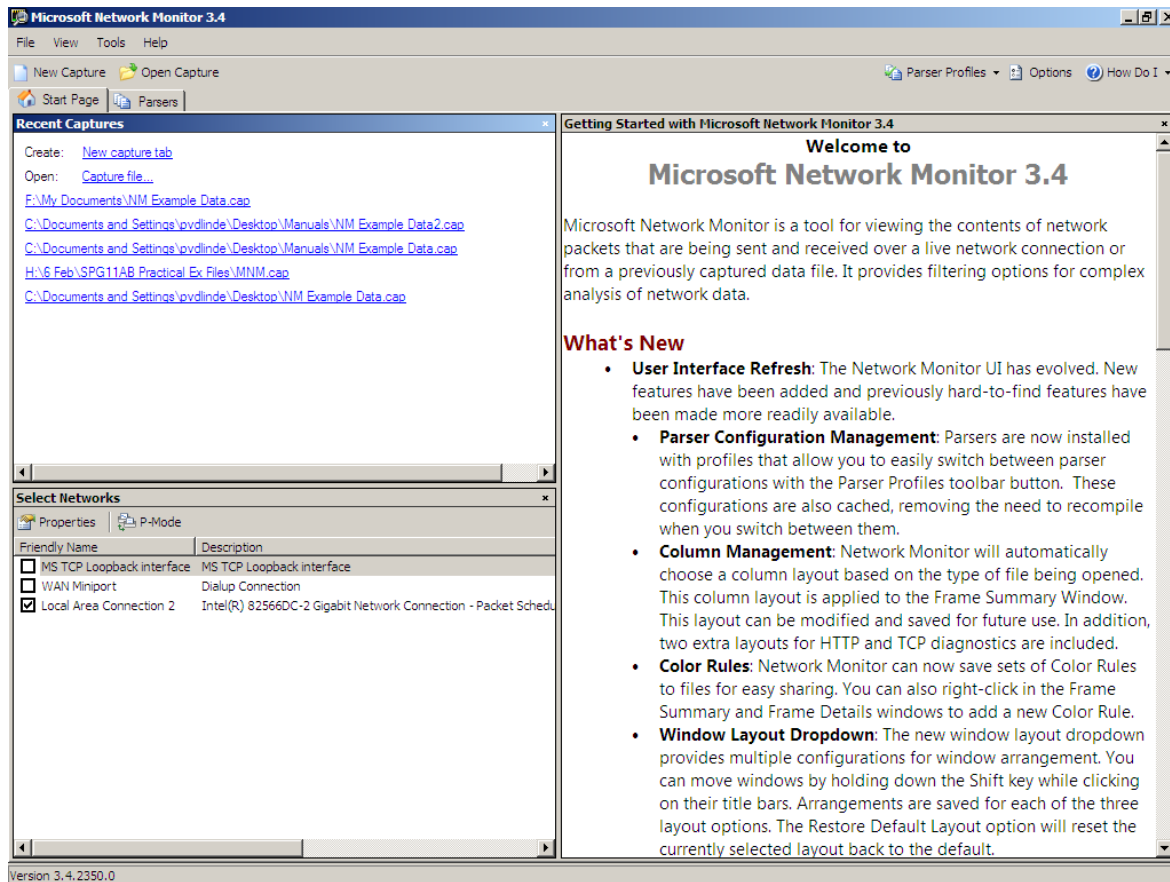 Microsoft Network Monitor 3.4
File View Tools Help
New Capture Open Capture Parser Profiles Options How Do I
Start Page Parsers
Recent Captures
Create: New capture tab
Open: Capture file...
F:\My Documents\NM Example Data.cap
C:\Documents and Settings\pvdlinde\Desktop\Manuals\NM Example Data2.cap
C:\Documents and Settings\pvdlinde\Desktop\Manuals\NM Example Data.cap
H:\6 Feb\SPG11AB Practical Ex Files\MNM.cap
C:\Documents and Settings\pvdlinde\Desktop\NM Example Data.cap
Select Networks
Properties P-Mode
Friendly Name Description
MS TCP Loopback interface MS TCP Loopback interface
WAN Miniport Dialup Connection
Local Area Connection 2 Intel(R) 82566DC-2 Gigabit Network Connection - Packet Schedu
Getting Started with Microsoft Network Monitor 3.4
Welcome to
Microsoft Network Monitor 3.4
Microsoft Network Monitor is a tool for viewing the contents of network
packets that are being sent and received over a live network connection or
from a previously captured data file. It provides filtering options for complex
analysis of network data.
What's New
• User Interface Refresh: The Network Monitor UI has evolved. New
features have been added and previously hard-to-find features have
been made more readily available.
• Parser Configuration Management: Parsers are now installed
with profiles that allow you to easily switch between parser
configurations with the Parser Profiles toolbar button. These
configurations are also cached, removing the need to recompile
when you switch between them.
• Column Management: Network Monitor will automatically
choose a column layout based on the type of file being opened.
This column layout is applied to the Frame Summary Window.
This layout can be modified and saved for future use. In addition,
two extra layouts for HTTP and TCP diagnostics are included.
• Color Rules: Network Monitor can now save sets of Color Rules
to files for easy sharing. You can also right-click in the Frame
Summary and Frame Details windows to add a new Color Rule.
• Window Layout Dropdown: The new window layout dropdown
provides multiple configurations for window arrangement. You
can move windows by holding down the Shift key while clicking
on their title bars. Arrangements are saved for each of the three
layout options. The Restore Default Layout option will reset the
currently selected layout back to the default.
Version 3.4.2350.0